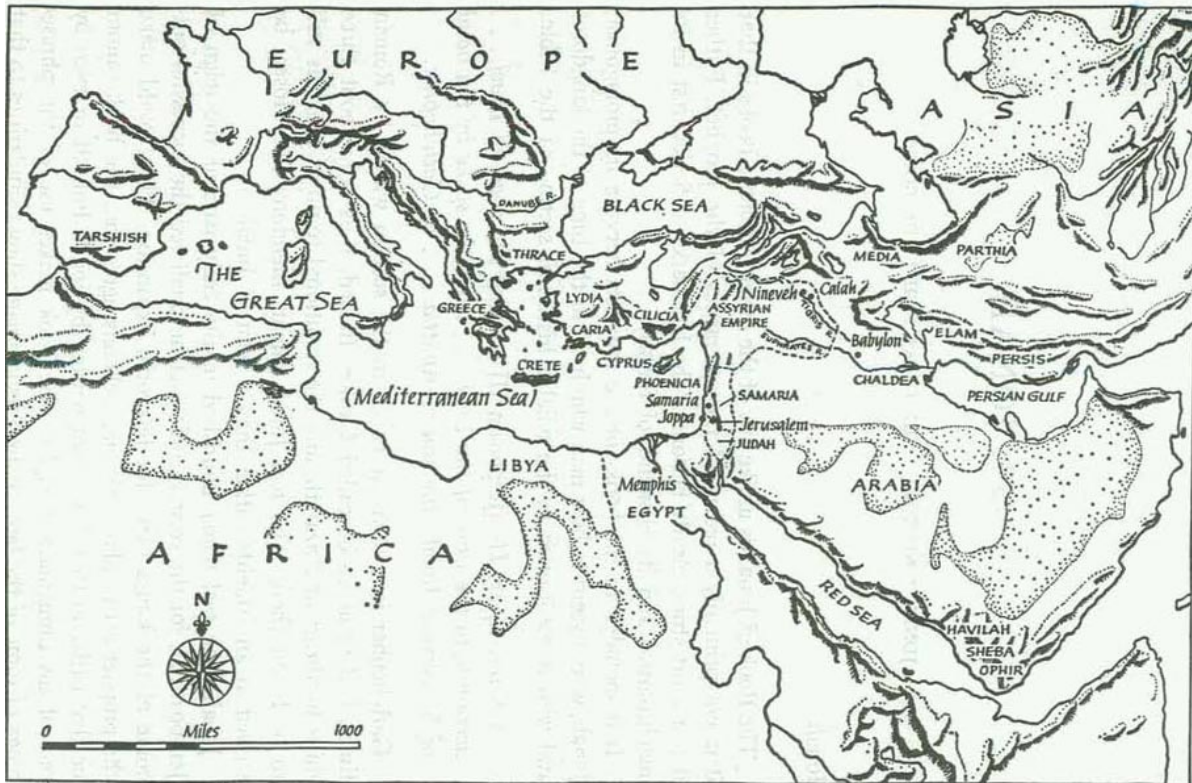 EUROPE
ASIA
DANUBE R.
BLACK SEA
TARSHISH
THRACE
MEDIA
PARTHIA
THE
GREAT SEA
GREECE
LYDIA
CARIA
CILICIA
ASSYRIAN
EMPIRE
Nineveh
Calah
TIGRIS
EUPHRATES R.
Babylon
ELAM
PERSIS
CRETE
CYPRUS
CHALDEA
PERSIAN GULF
PHOENICIA
(Mediterranean Sea)
Samaria
SAMARIA
Joppa
Jerusalem
JUDAH
LIBYA
Memphis
EGYPT
ARABIA
AFRICA
RED SEA
HAVILAH
SHEBA
OPHIR
N
0 Miles 1000